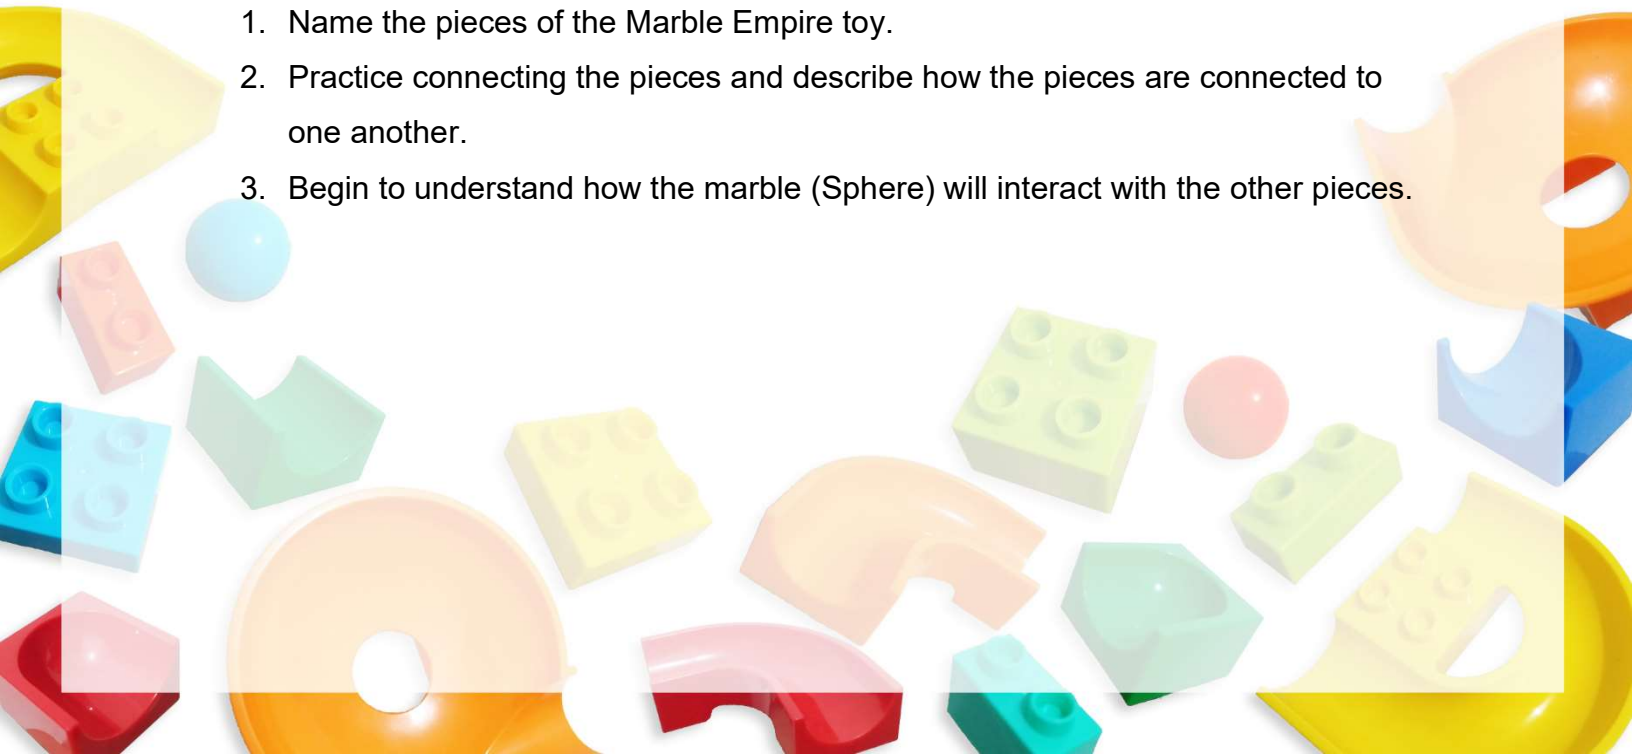 1. Name the pieces of the Marble Empire toy.
2. Practice connecting the pieces and describe how the pieces are connected to
one another.
3. Begin to understand how the marble (Sphere) will interact with the other pieces.